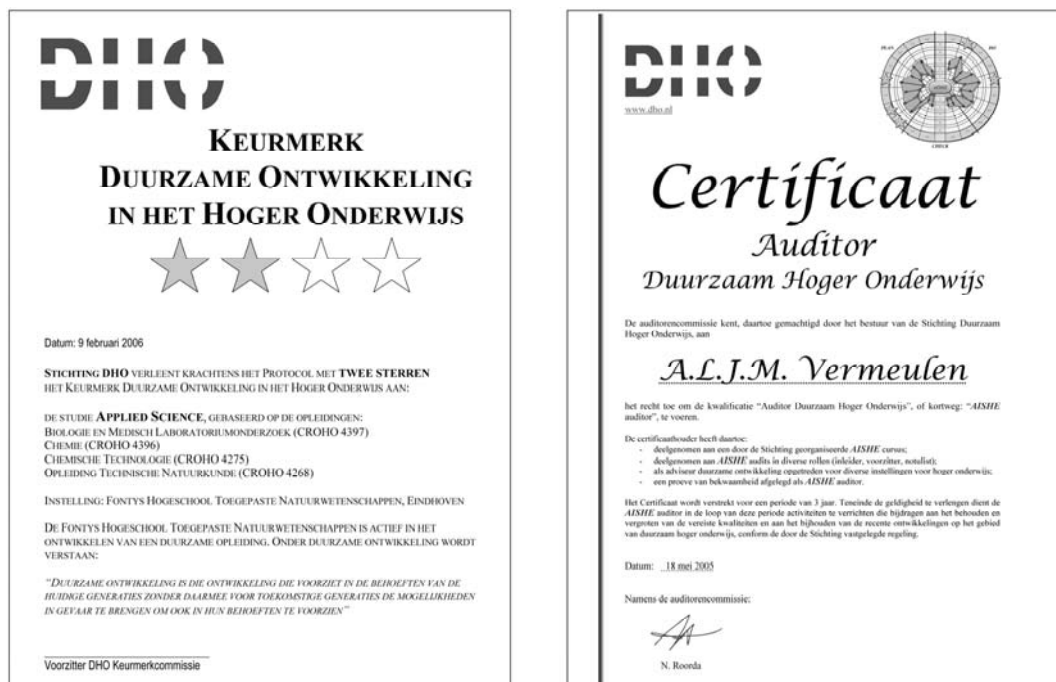 DHO
KEURMERK
DUURZAME ONTWIKKELING
IN HET HOGER ONDERWIJS
Datum: 9 februari 2006
STICHTING DHO VERLEENT KRACHTENS HET PROTOCOL MET TWEE STERREN
HET KEURMERK DUURZAME ONTWIKKELING IN HET HOGER ONDERWIJS AAN:
DE STUDIE APPLIED SCIENCE, GEBASEERD OP DE OPLEIDINGEN:
BIOLOGIE EN MEDISCH LABORATORIUMONDERZOEK (CROHO 4397)
CHEMIE (CROHO 4396)
CHEMISCHE TECHNOLOGIE (CROHO 4275)
OPLEIDING TECHNISCHE NATUURKUNDE (CROHO 4268)
INSTELLING: FONTYS HOGESCHOOL TOEGEPASTE NATUURWETENSCHAPPEN, EINDHOVEN
DE FONTYS HOGESCHOOL TOEGEPASTE NATUURWETENSCHAPPEN IS ACTIEF IN HET
ONTWIKKELEN VAN EEN DUURZAME OPLEIDING. ONDER DUURZAME ONTWIKKELING WORDT
VERSTAAN:
"DUURZAME ONTWIKKELING IS DIE ONTWIKKELING DIE VOORZIET IN DE BEHOEFTEN VAN DE
HUIDIGE GENERATIES ZONDER DAARMEE VOOR TOEKOMSTIGE GENERATIES DE MOGELIJKHEDEN
IN GEVAAR TE BRENGEN OM OOK IN HUN BEHOEFTEN TE VOORZIEN"
Voorzitter DHO Keurmerkcommissie
DHO
www.dho.nl
PLAN
DO
CHECK
Certificaat
Auditor
Duurzaam Hoger Onderwijs
De auditorencommissie kent, daartoe gemachtigd door het bestuur van de Stichting Duurzaam
Hoger Onderwijs, aan
A.L.J.M. Vermeulen
het recht toe om de kwalificatie "Auditor Duurzaam Hoger Onderwijs", of kortweg: "AISHE
auditor", te voeren.
De certificaathouder heeft daartoe:
- deelgenomen aan een door de Stichting georganiseerde AISHE cursus;
- deelgenomen aan AISHE audits in diverse rollen (inleider, voorzitter, notulist);
- als adviseur duurzame ontwikkeling opgetreden voor diverse instellingen voor hoger onderwijs;
- een proeve van bekwaamheid afgelegd als AISHE auditor.
Het Certificaat wordt verstrekt voor een periode van 3 jaar. Teneinde de geldigheid te verlengen dient de
AISHE auditor in de loop van deze periode activiteiten te verrichten die bijdragen aan het behouden en
vergroten van de vereiste kwaliteiten en aan het bijhouden van de recente ontwikkelingen op het gebied
van duurzaam hoger onderwijs, conform de door de Stichting vastgelegde regeling.
Datum: 18 mei 2005
Namens de auditorencommissie:
N. Roorda